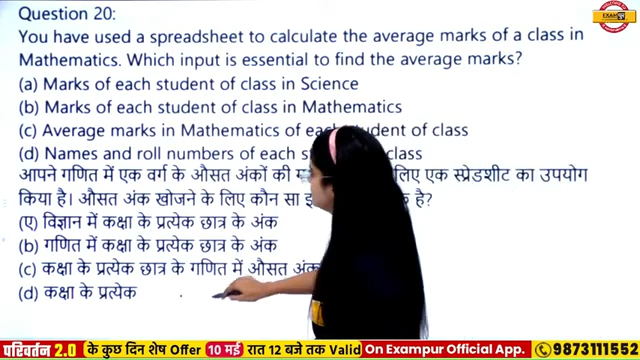 Question 20:
You have used a spreadsheet to calculate the average marks of a class in
Mathematics. Which input is essential to find the average marks?
(a) Marks of each student of class in Science
(b) Marks of each student of class in Mathematics
(c) Average marks in Mathematics of each student of class
(d) Names and roll numbers of each class
आपने गणित में एक वर्ग के औसत अंकों की लिए एक स्प्रेडशीट का उपयोग
किया है। औसत अंक खोजने के लिए कौन सा है?
(ए) विज्ञान में कक्षा के प्रत्येक छात्र के अंक
(b) गणित में कक्षा के प्रत्येक छात्र के अंक
(c) कक्षा के प्रत्येक छात्र के गणित में औसत अंक
(d) कक्षा के प्रत्येक
परिवर्तन 2.0 के कुछ दिन शेष Offer 10 मई रात 12 बजे तक Valid On Exampur Official App. 9873111552